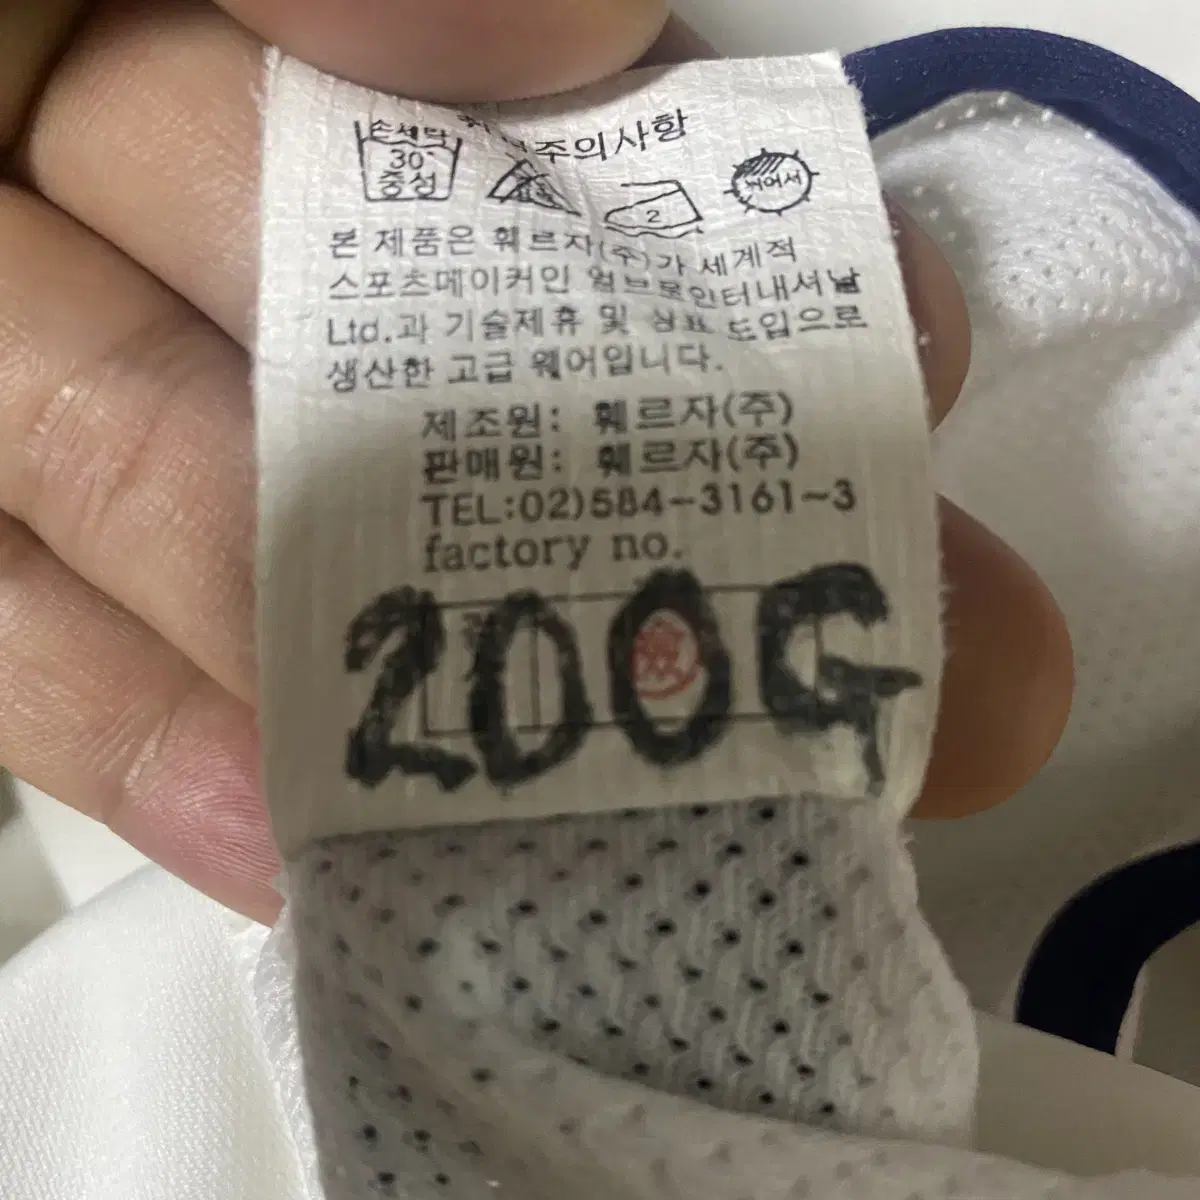 주의사항
손세탁
30°
중성
2
뉘어서
본 제품은 훼르자(주)가 세계적
스포츠메이커인 엄브로인터내셔날
Ltd.과 기술제휴 및 상표 도입으로
생산한 고급 웨어입니다.
제조원: 훼르자(주)
판매원: 훼르자(주)
TEL:02)584-3161~3
factory no.
200G